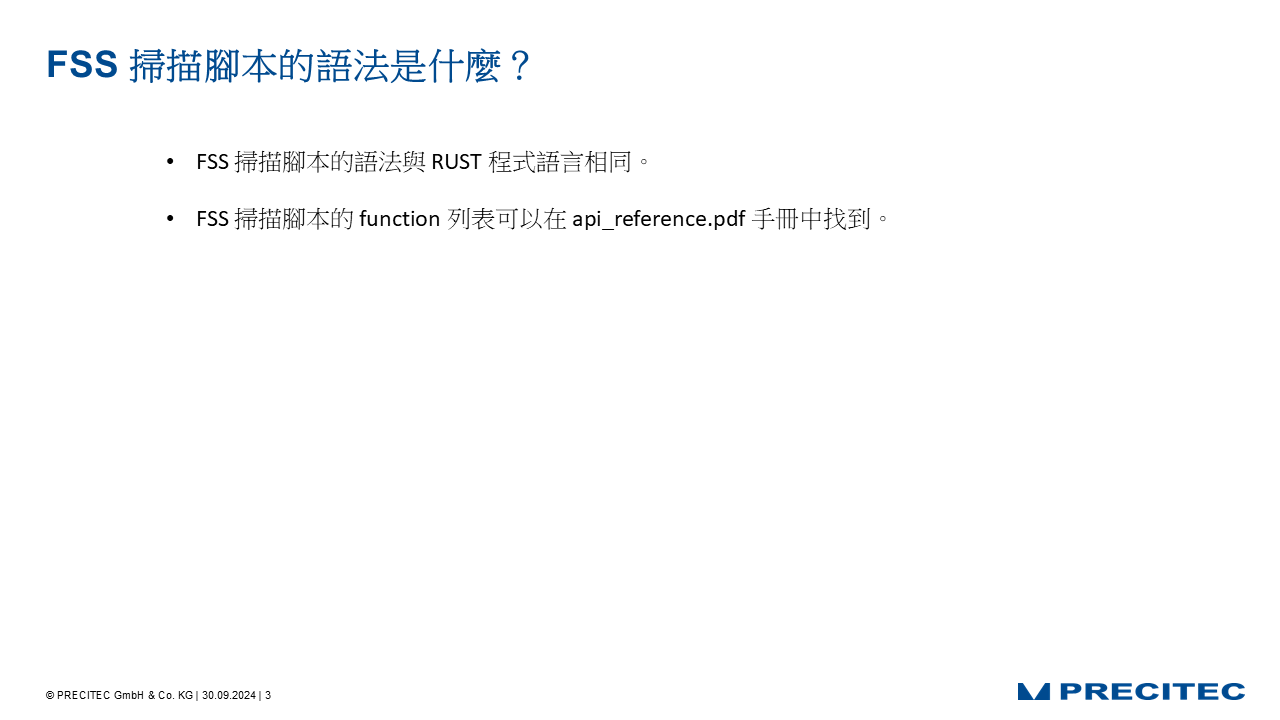 FSS 掃描腳本的語法是什麼？
• FSS 掃描腳本的語法與 RUST 程式語言相同。
• FSS 掃描腳本的 function 列表可以在 api_reference.pdf 手冊中找到。
© PRECITEC GmbH & Co. KG | 30.09.2024 | 3
PRECITEC